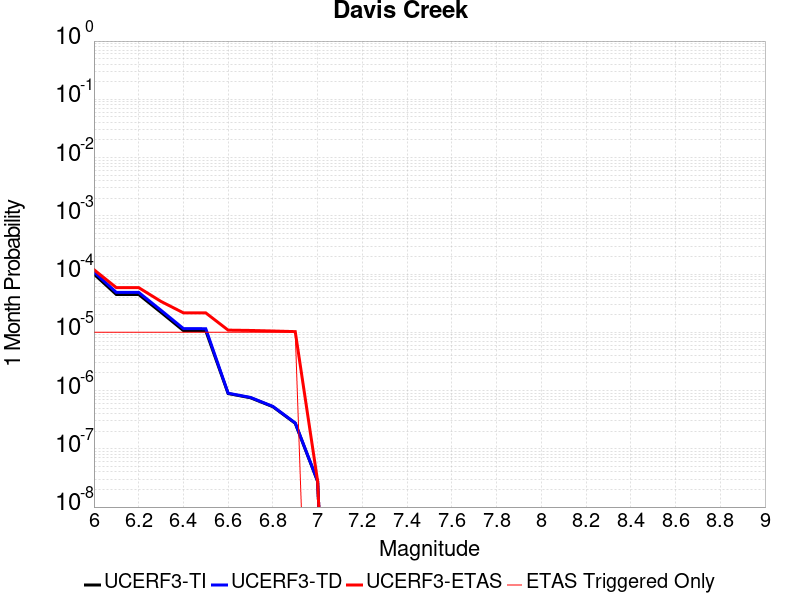 Davis Creek
1 Month Probability
10^0
10^-1
10^-2
10^-3
10^-4
10^-5
10^-6
10^-7
10^-8
6 6.2 6.4 6.6 6.8 7 7.2 7.4 7.6 7.8 8 8.2 8.4 8.6 8.8 9
Magnitude
UCERF3-TI UCERF3-TD UCERF3-ETAS ETAS Triggered Only